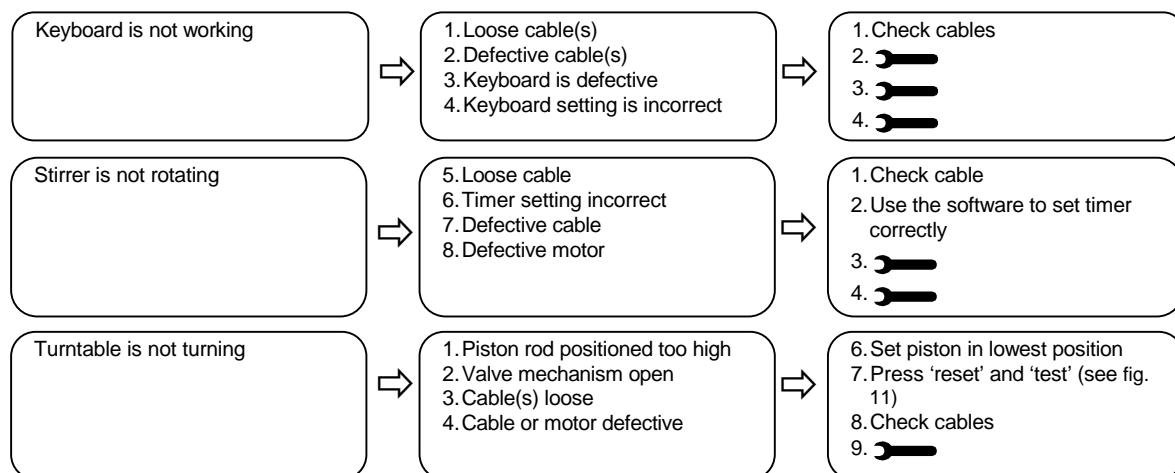 Keyboard is not working
1. Loose cable(s)
2. Defective cable(s)
3. Keyboard is defective
4. Keyboard setting is incorrect
1. Check cables
2.
3.
4.
Stirrer is not rotating
5. Loose cable
6. Timer setting incorrect
7. Defective cable
8. Defective motor
1. Check cable
2. Use the software to set timer
correctly
3.
4.
Turntable is not turning
1. Piston rod positioned too high
2. Valve mechanism open
3. Cable(s) loose
4. Cable or motor defective
6. Set piston in lowest position
7. Press ‘reset’ and ‘test’ (see fig.
11)
8. Check cables
9.